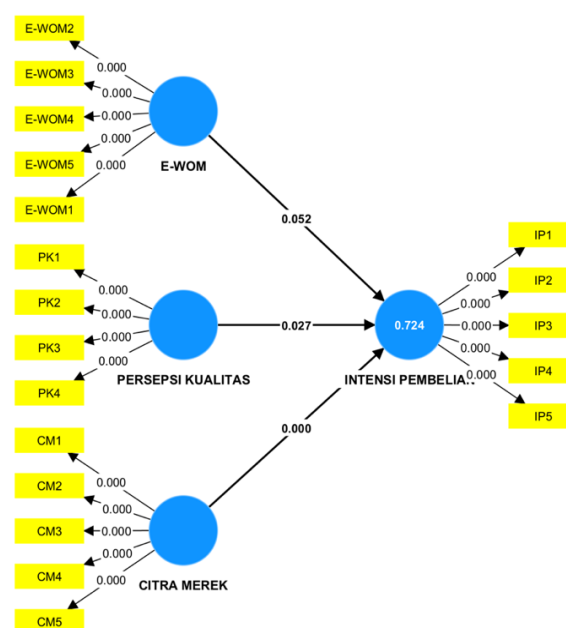 E-WOM2
0.000
E-WOM3
0.000
E-WOM4
0.000
E-WOM5
0.000
E-WOM1
0.000
E-WOM
0.052
PK1
0.000
PK2
0.000
PK3
0.000
PK4
0.000
PERSEPSI KUALITAS
0.027
CM1
0.000
CM2
0.000
CM3
0.000
CM4
0.000
CM5
0.000
CITRA MEREK
0.000
0.724
INTENSI
IP1
0.000
IP2
0.000
IP3
0.000
IP4
0.000
IP5
0.000